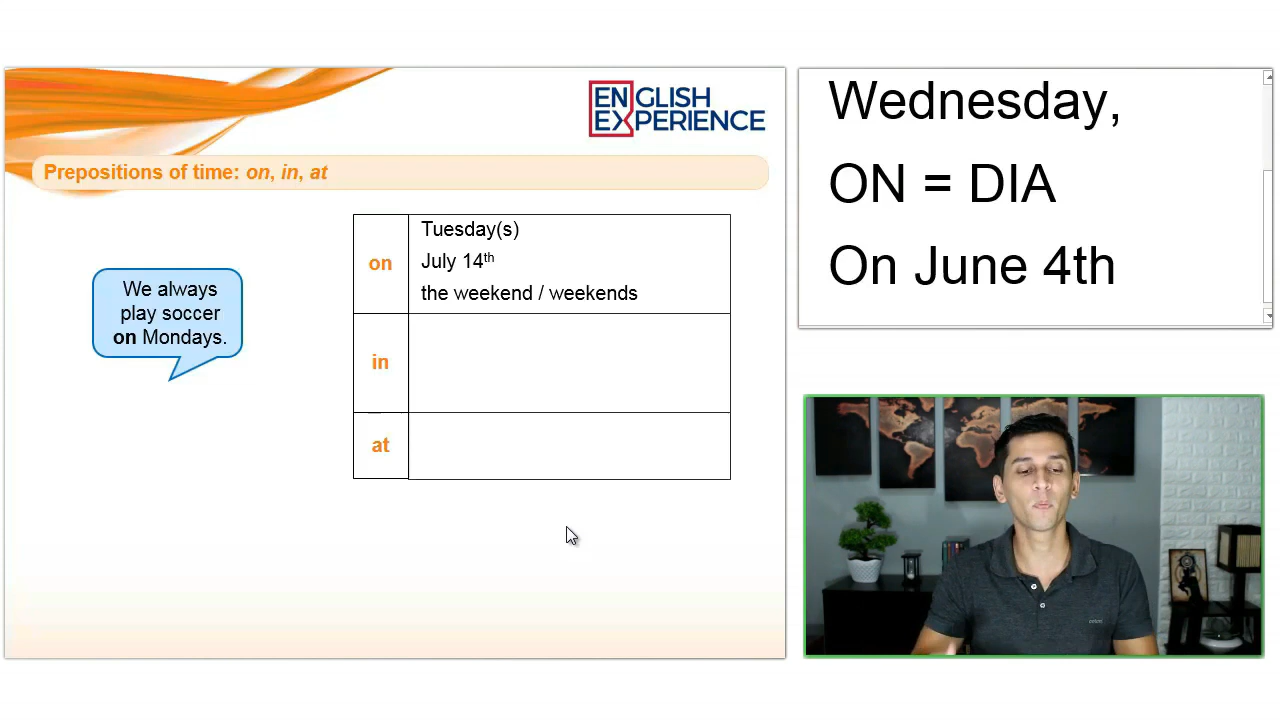 ENGLISH
EXPERIENCE
Prepositions of time: on, in, at
We always
play soccer
on Mondays.
on
Tuesday(s)
July 14th
the weekend / weekends
in
at
Wednesday,
ON = DIA
On June 4th